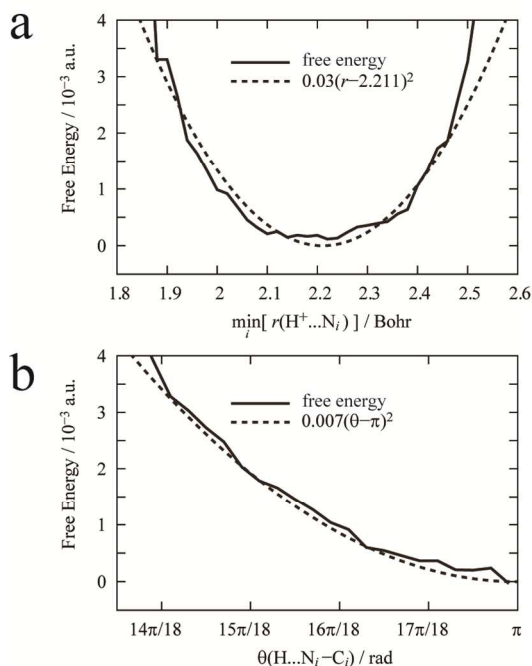 a
Free Energy / 10⁻³ a.u.
4
3
2
1
0
free energy
0.03(r−2.211)²
1.8 1.9 2 2.1 2.2 2.3 2.4 2.5 2.6
min[ r(H⁺...Nᵢ) ] / Bohr
i
b
Free Energy / 10⁻³ a.u.
4
3
2
1
0
free energy
0.007(θ−π)²
14π/18 15π/18 16π/18 17π/18 π
θ(H...Nᵢ−Cᵢ) / rad